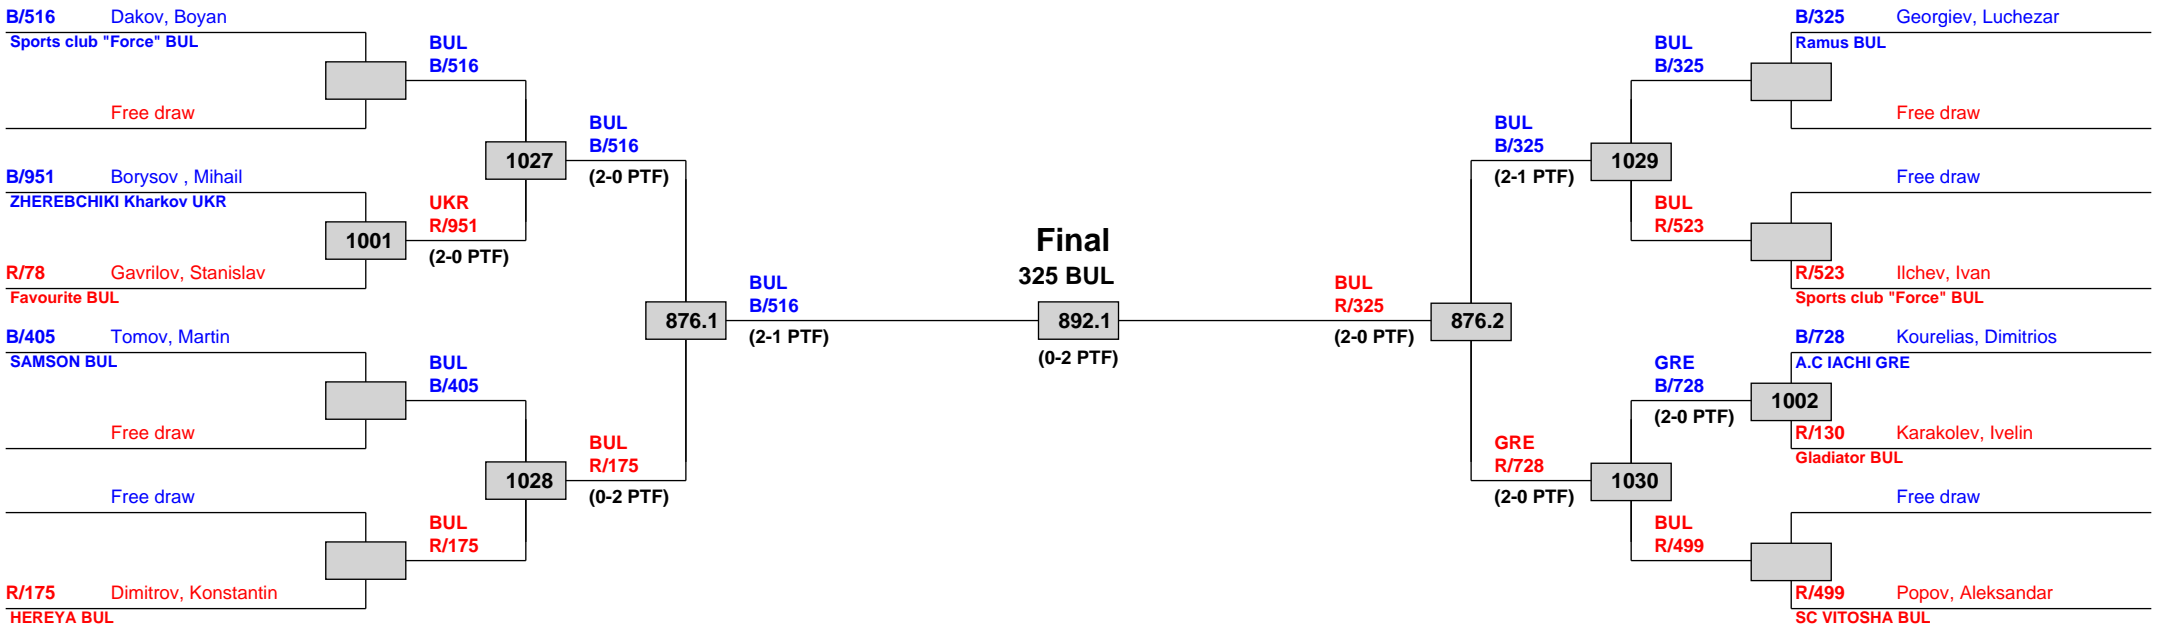 B/516 Dakov, Boyan
Sports club "Force" BUL
Free draw
B/951 Borysov , Mihail
ZHEREBCHIKI Kharkov UKR
1001
R/78 Gavrilov, Stanislav
Favourite BUL
B/405 Tomov, Martin
SAMSON BUL
Free draw
Free draw
R/175 Dimitrov, Konstantin
HEREYA BUL
BUL
B/516
1027
UKR
R/951
(2-0 PTF)
BUL
B/405
1028
BUL
R/175
BUL
B/516
(2-0 PTF)
876.1
BUL
R/175
(0-2 PTF)
BUL
B/516
(2-1 PTF)
Final
325 BUL
892.1
(0-2 PTF)
BUL
R/325
(2-0 PTF)
876.2
BUL
B/325
(2-1 PTF)
1029
GRE
R/728
(2-0 PTF)
1030
BUL
B/325
BUL
R/523
GRE
B/728
(2-0 PTF)
BUL
R/499
B/325 Georgiev, Luchezar
Ramus BUL
Free draw
Free draw
R/523 Ilchev, Ivan
Sports club "Force" BUL
B/728 Kourelias, Dimitrios
A.C IACHI GRE
1002
R/130 Karakolev, Ivelin
Gladiator BUL
Free draw
R/499 Popov, Aleksandar
SC VITOSHA BUL